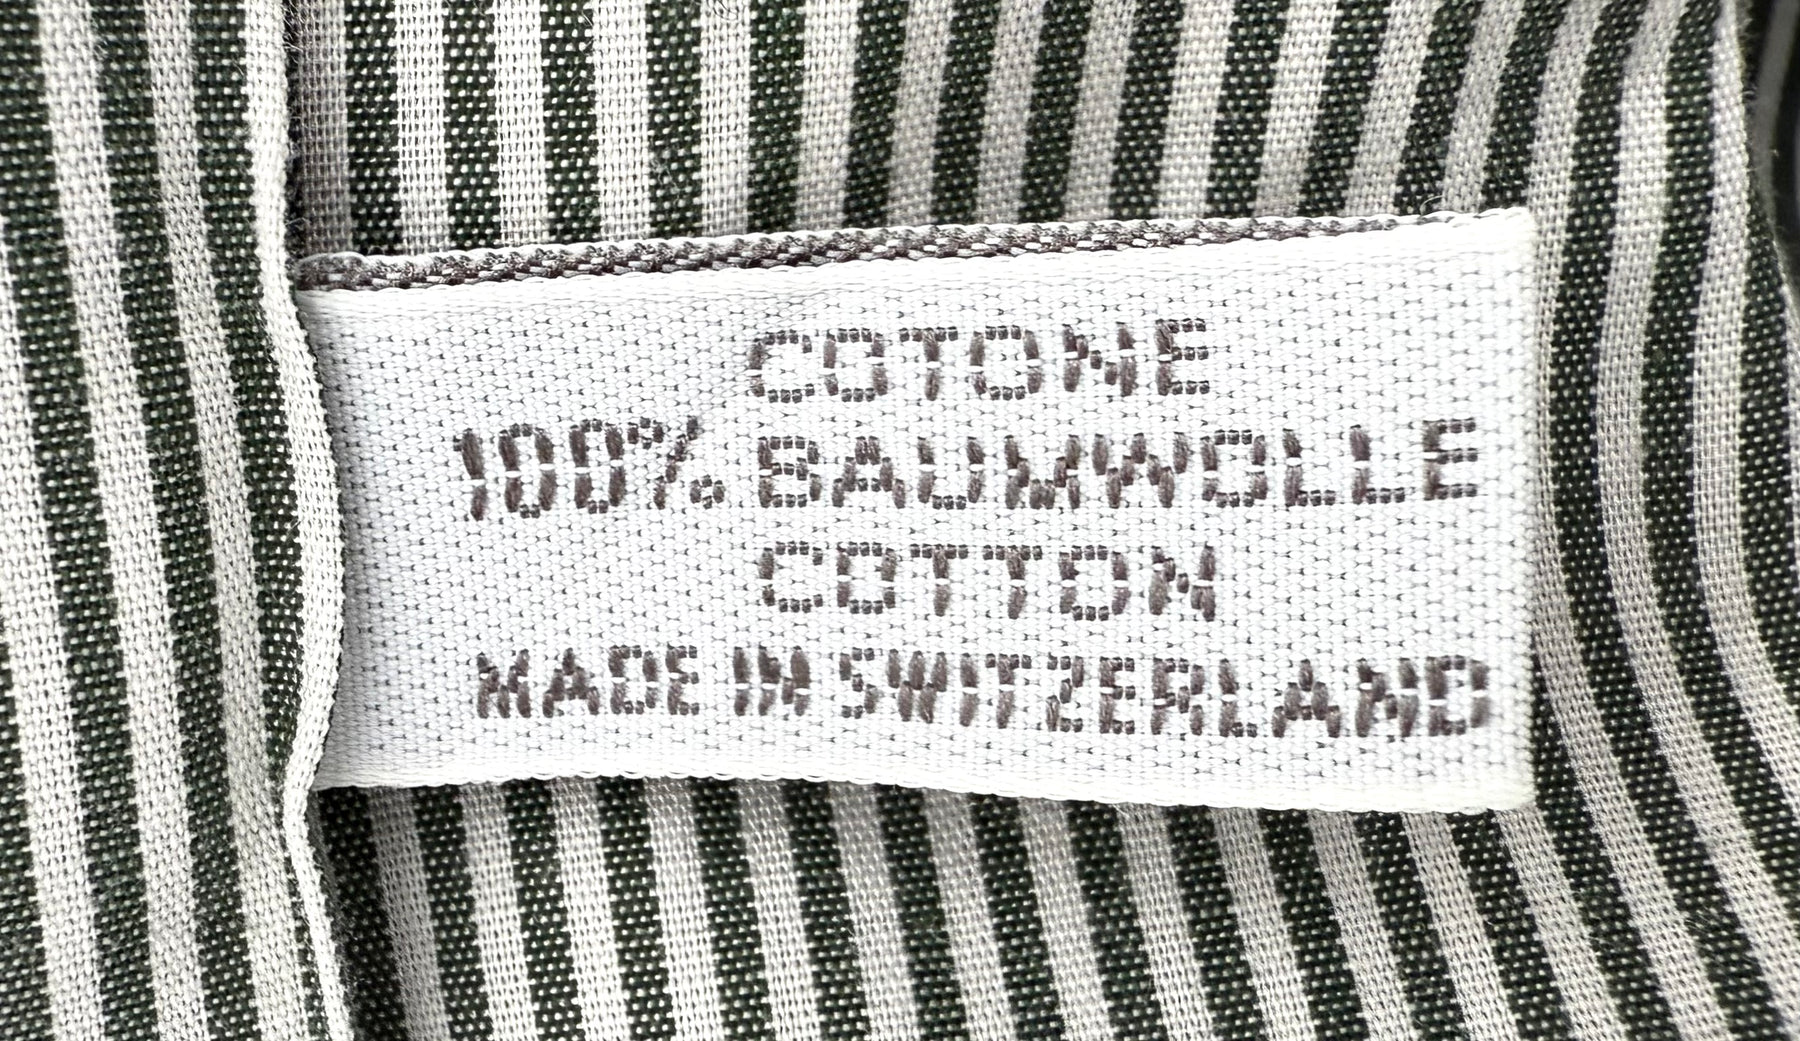 COTONE
100% BAUMWOLLE
COTTON
MADE IN SWITZERLAND